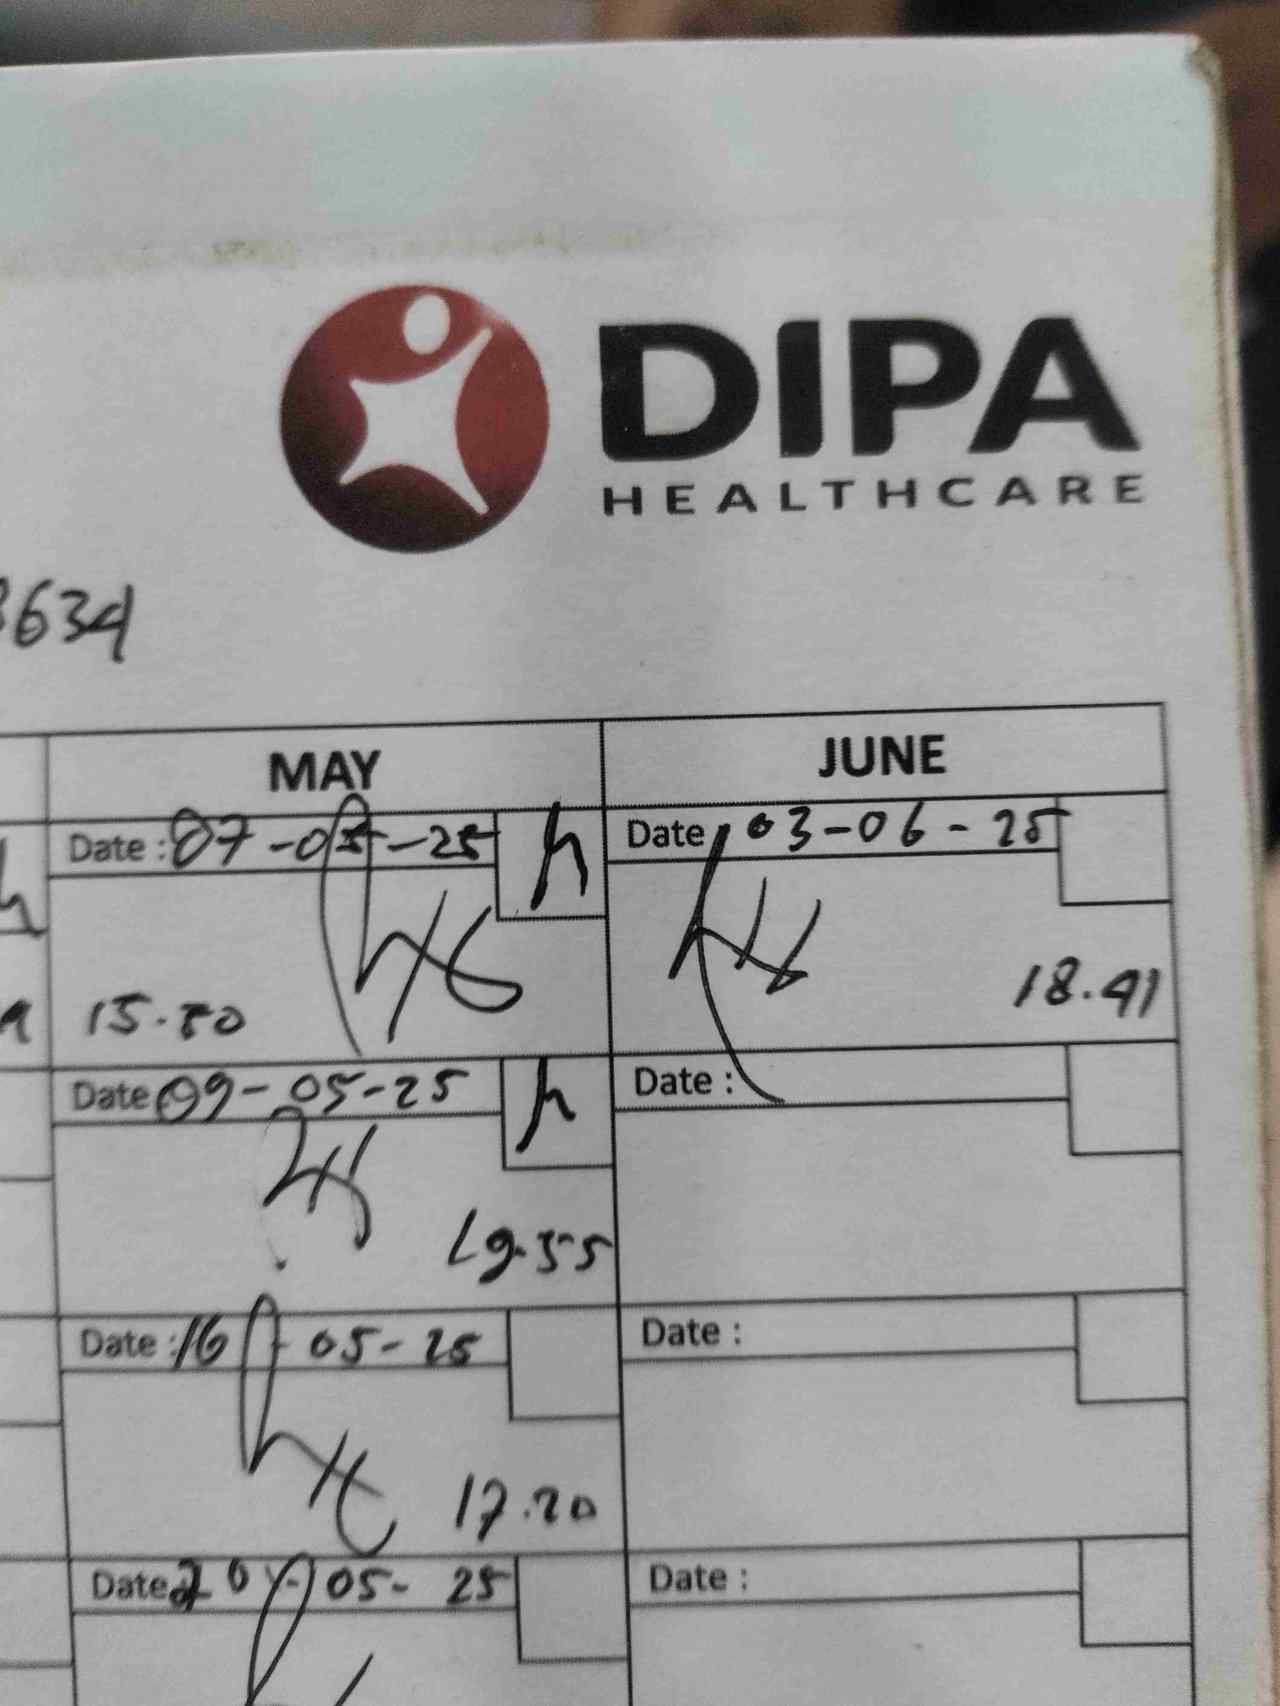 DIPA
HEALTHCARE
3634
MAY
JUNE
Date : 07-05-25
h
Date : 03-06-25
15.50
18.41
Date : 09-05-25
h
Date :
19.55
Date : 16-05-25
Date :
17.20
Date : 20-05-25
Date :